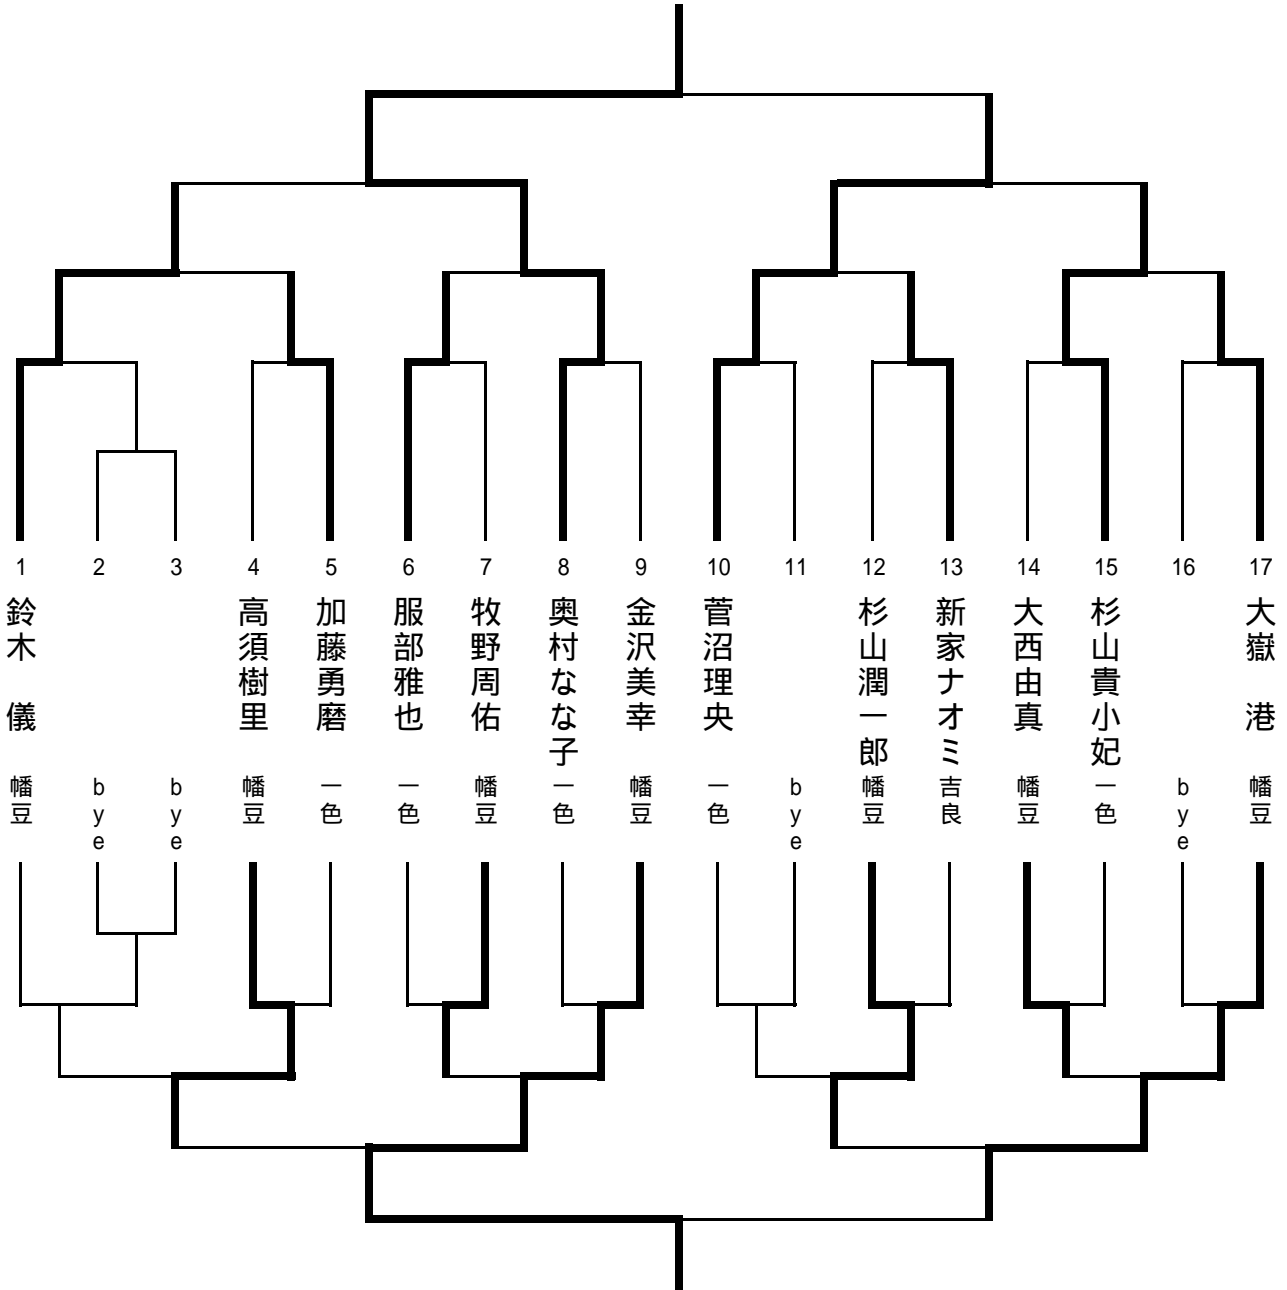 1 2 3 4 5 6 7 8 9 10 11 12 13 14 15 16 17
鈴木　儀
高須樹里
加藤勇磨
服部雅也
牧野周佑
奥村なな子
金沢美幸
菅沼理央
杉山潤一郎
新家ナオミ
大西由真
杉山貴小妃
大嶽　港
幡豆
bye
bye
幡豆
一色
一色
幡豆
一色
幡豆
一色
bye
幡豆
吉良
幡豆
一色
bye
幡豆